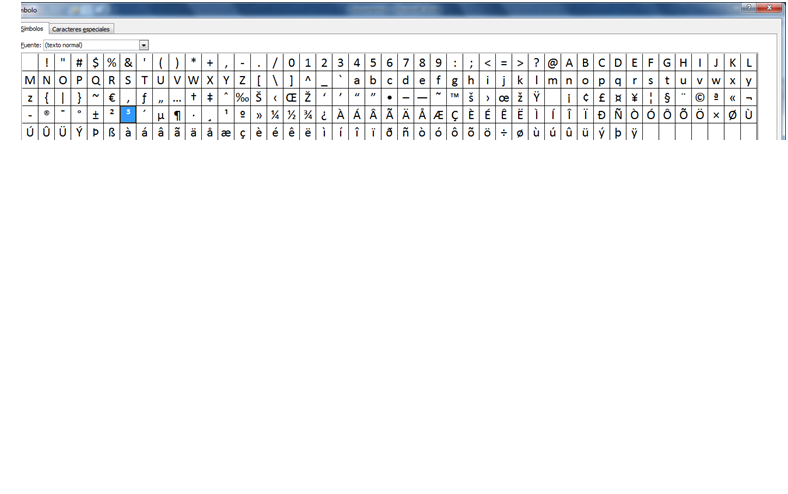 mbolo
Símbolos Caracteres especiales
Fuente: (texto normal)
! " # $ % & ' ( ) * + , - . / 0 1 2 3 4 5 6 7 8 9 : ; < = > ? @ A B C D E F G H I J K L
M N O P Q R S T U V W X Y Z [ \ ] ^ _ ` a b c d e f g h i j k l m n o p q r s t u v w x y
z { | } ~ € ‚ ƒ „ … † ‡ ˆ ‰ Š ‹ Œ Ž ‘ ’ “ ” • – — ˜ ™ š › œ ž Ÿ ¡ ¢ £ ¤ ¥ ¦ § ¨ © ª « ¬
- ® ¯ ° ± ² ³ ´ µ ¶ · ¸ ¹ º » ¼ ½ ¾ ¿ À Á Â Ã Ä Å Æ Ç È É Ê Ë Ì Í Î Ï Ð Ñ Ò Ó Ô Õ Ö × Ø Ù
Ú Û Ü Ý Þ ß à á â ã ä å æ ç è é ê ë ì í î ï ð ñ ò ó ô õ ö ÷ ø ù ú û ü ý þ ÿ